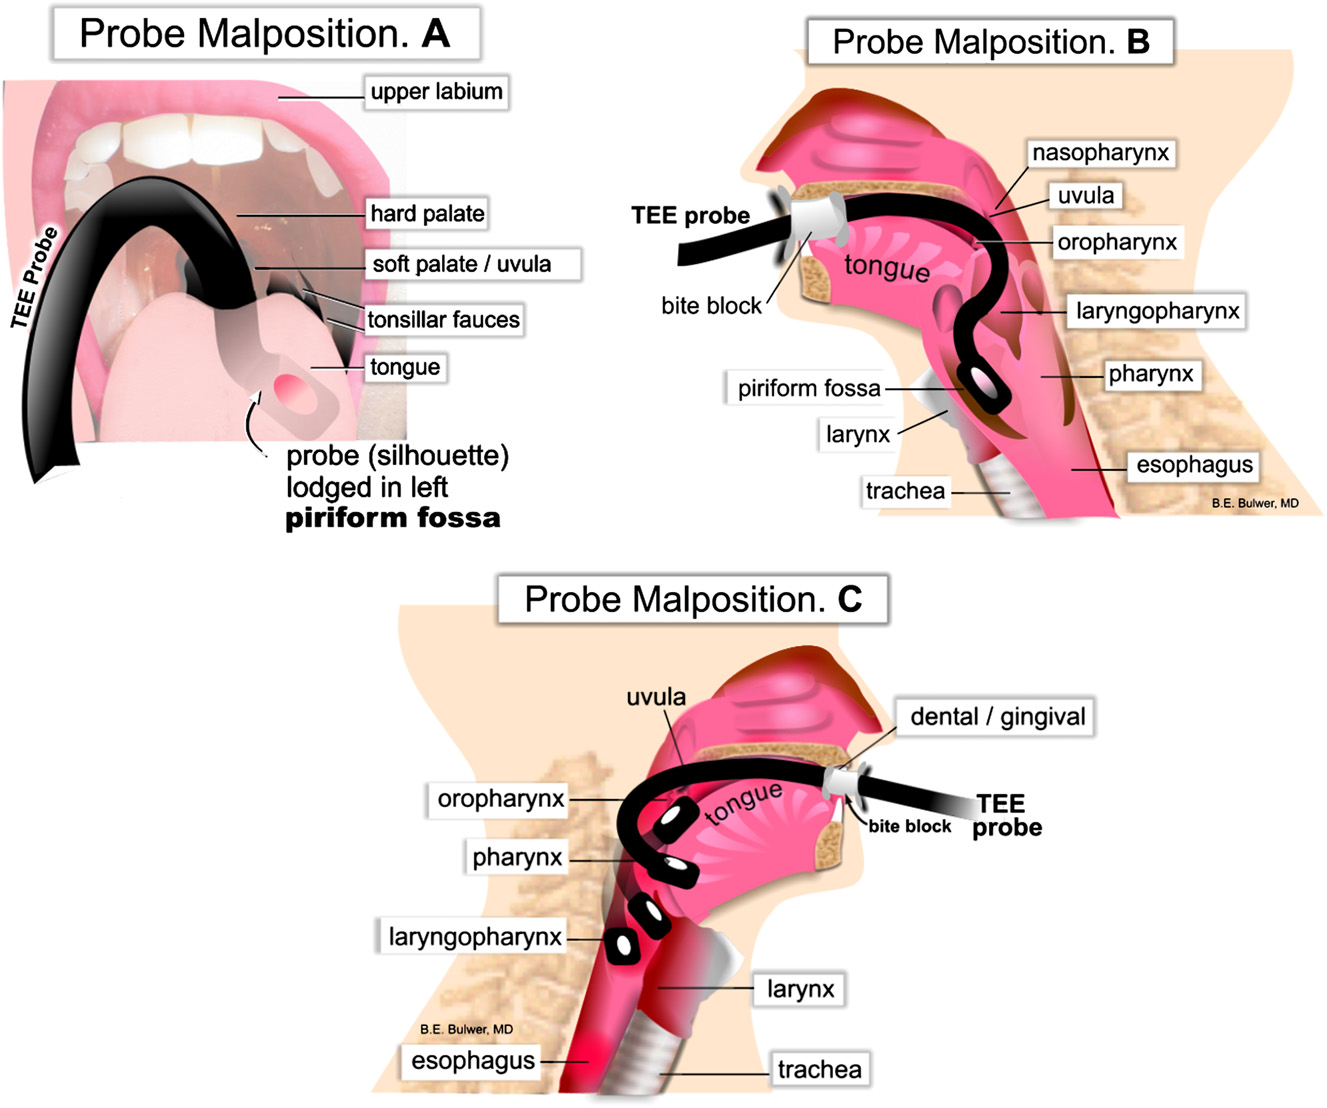 Probe Malposition. A
upper labium
hard palate
soft palate / uvula
tonsillar fauces
tongue
TEE Probe
probe (silhouette)
lodged in left
piriform fossa
Probe Malposition. B
nasopharynx
uvula
TEE probe
oropharynx
tongue
bite block
laryngopharynx
pharynx
piriform fossa
larynx
esophagus
trachea
B.E. Bulwer, MD
Probe Malposition. C
uvula
dental / gingival
oropharynx
tongue
TEE
probe
bite block
pharynx
laryngopharynx
larynx
B.E. Bulwer, MD
esophagus
trachea